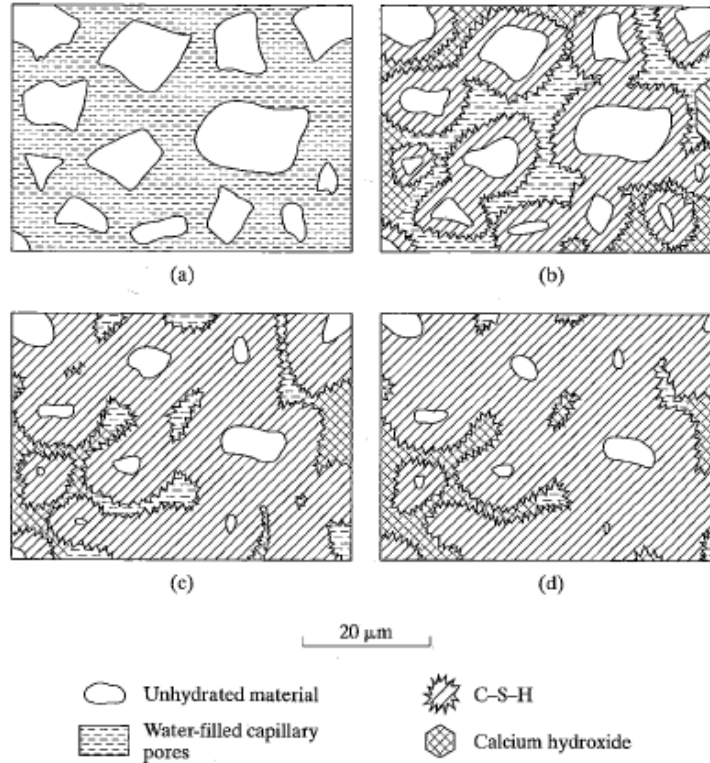 (a)
(b)
(c)
(d)
20 μm
Unhydrated material
C–S–H
Water-filled capillary
pores
Calcium hydroxide